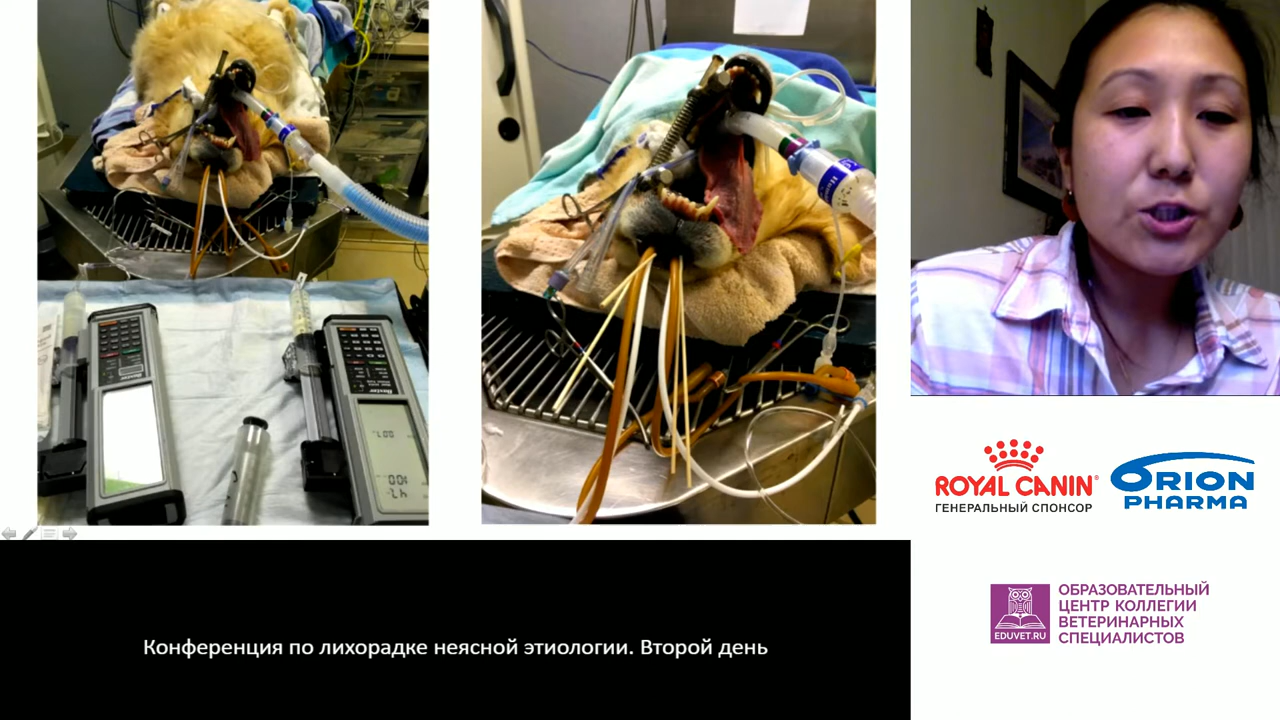 ROYAL CANIN®
ГЕНЕРАЛЬНЫЙ СПОНСОР
ORION
PHARMA
EDUVET.RU
ОБРАЗОВАТЕЛЬНЫЙ
ЦЕНТР КОЛЛЕГИИ
ВЕТЕРИНАРНЫХ
СПЕЦИАЛИСТОВ
Конференция по лихорадке неясной этиологии. Второй день